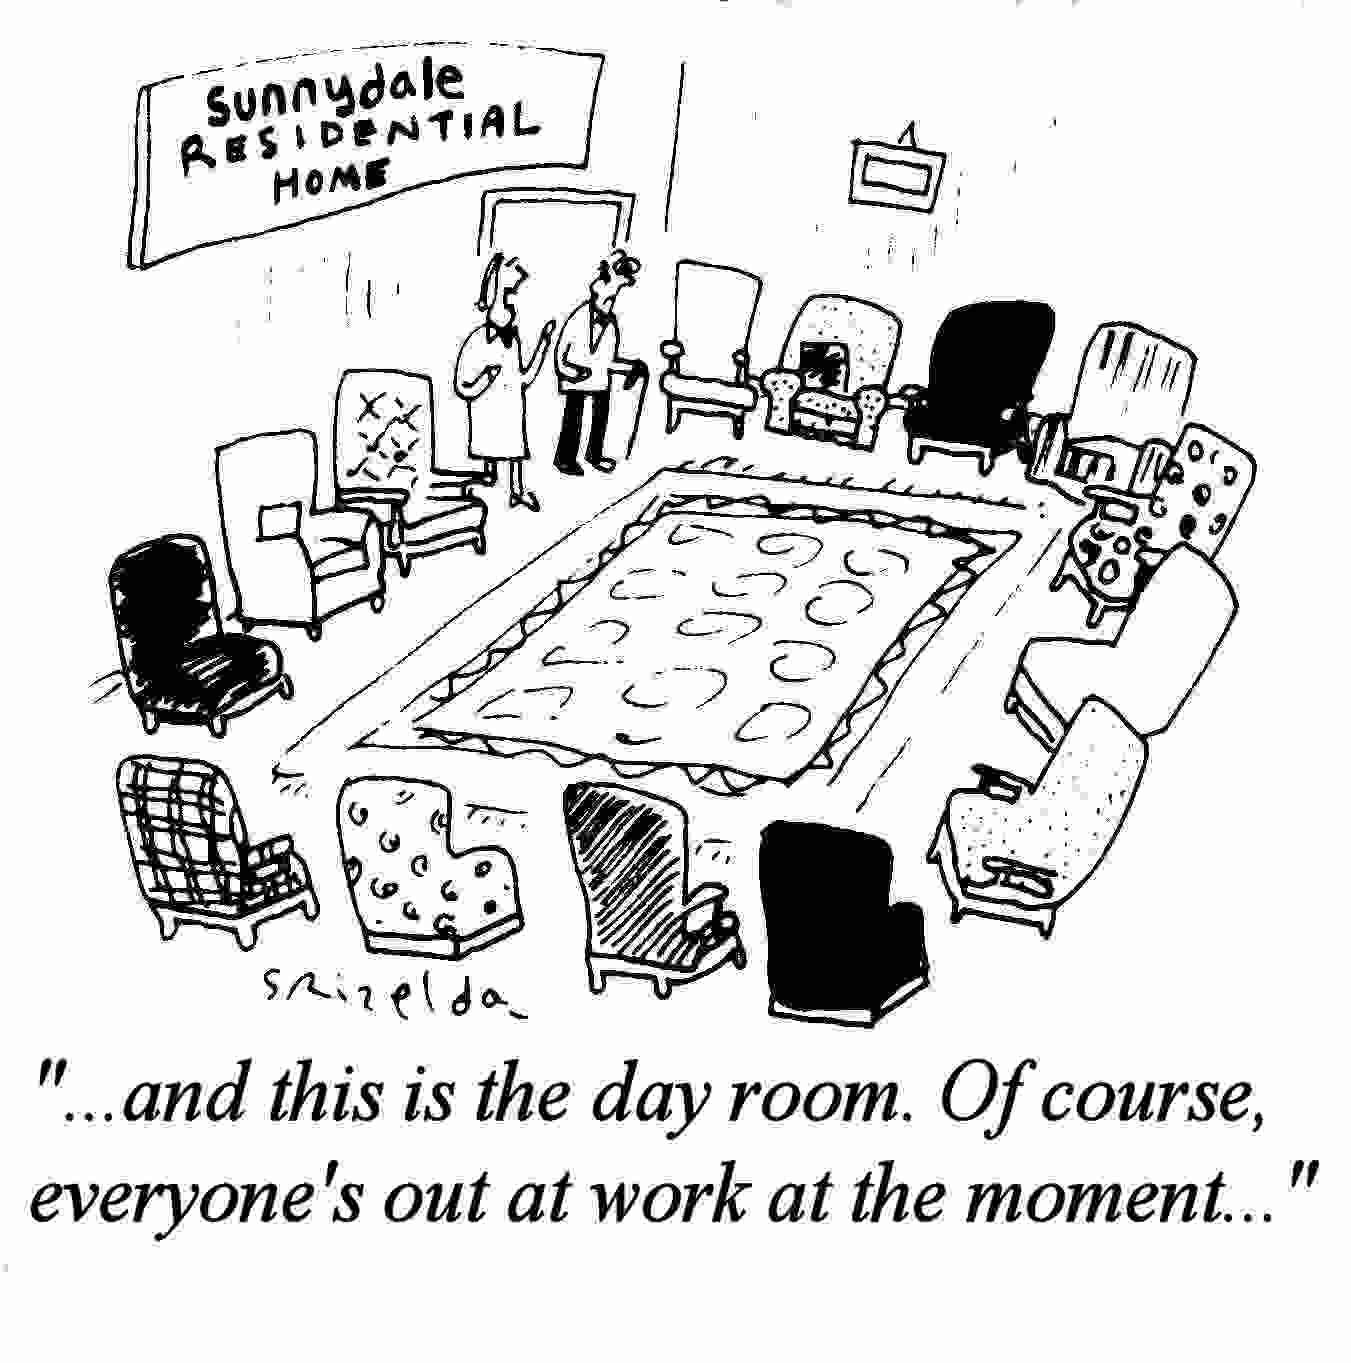 Sunnydale
RESIDENTIAL
HOME
Grizelda
"...and this is the day room. Of course,
everyone's out at work at the moment..."